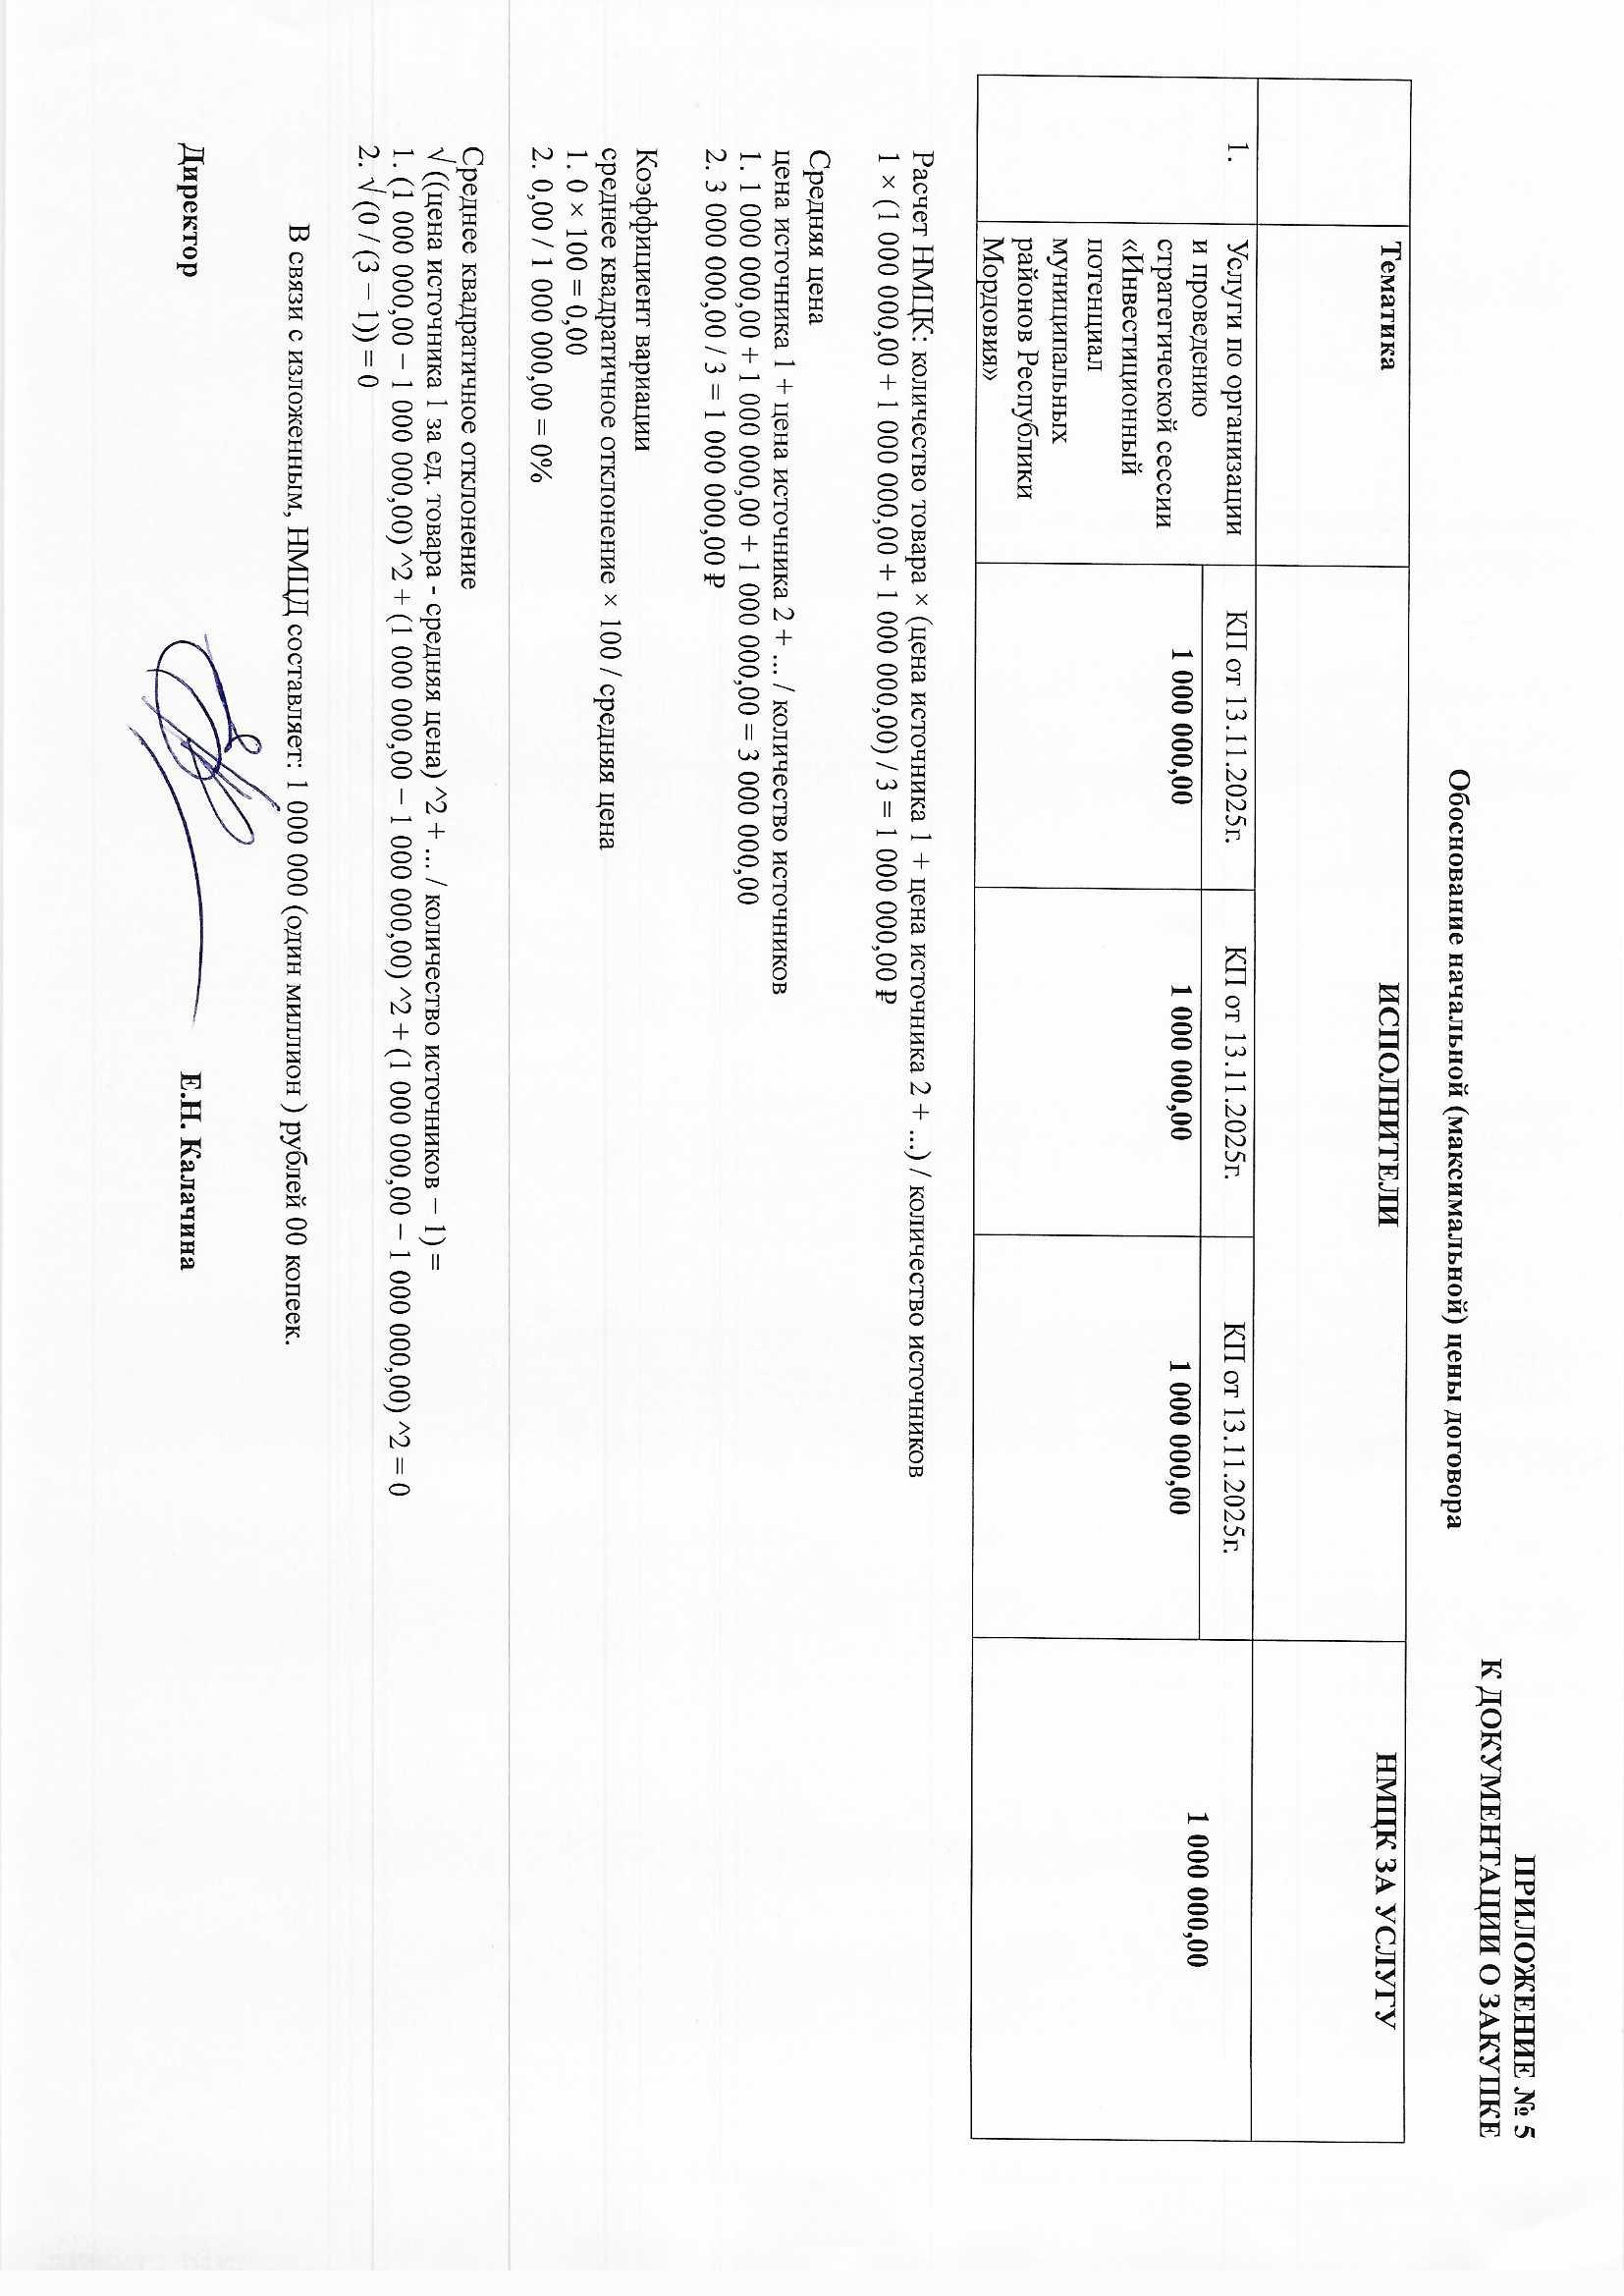 ПРИЛОЖЕНИЕ № 5
К ДОКУМЕНТАЦИИ О ЗАКУПКЕ
Обоснование начальной (максимальной) цены договора
Тематика
ИСПОЛНИТЕЛИ
НМЦК ЗА УСЛУГУ
1.
Услуги по организации
и проведению
стратегической сессии
«Инвестиционный
потенциал
муниципальных
районов Республики
Мордовия»
КП от 13.11.2025г.
КП от 13.11.2025г.
КП от 13.11.2025г.
1 000 000,00
1 000 000,00
1 000 000,00
1 000 000,00
Расчет НМЦК: количество товара × (цена источника 1 + цена источника 2 + ...) / количество источников
1 × (1 000 000,00 + 1 000 000,00 + 1 000 000,00) / 3 = 1 000 000,00 ₽
Средняя цена
цена источника 1 + цена источника 2 + ... / количество источников
1. 1 000 000,00 + 1 000 000,00 + 1 000 000,00 = 3 000 000,00
2. 3 000 000,00 / 3 = 1 000 000,00 ₽
Коэффициент вариации
среднее квадратичное отклонение × 100 / средняя цена
1. 0 × 100 = 0,00
2. 0,00 / 1 000 000,00 = 0%
Среднее квадратичное отклонение
√ ((цена источника 1 за ед. товара - средняя цена) ^2 + ... / количество источников – 1) =
1. (1 000 000,00 – 1 000 000,00) ^2 + (1 000 000,00 – 1 000 000,00) ^2 + (1 000 000,00 – 1 000 000,00) ^2 = 0
2. √ (0 / (3 – 1)) = 0
В связи с изложенным, НМЦД составляет: 1 000 000 (один миллион ) рублей 00 копеек.
Директор Е.Н. Калачина